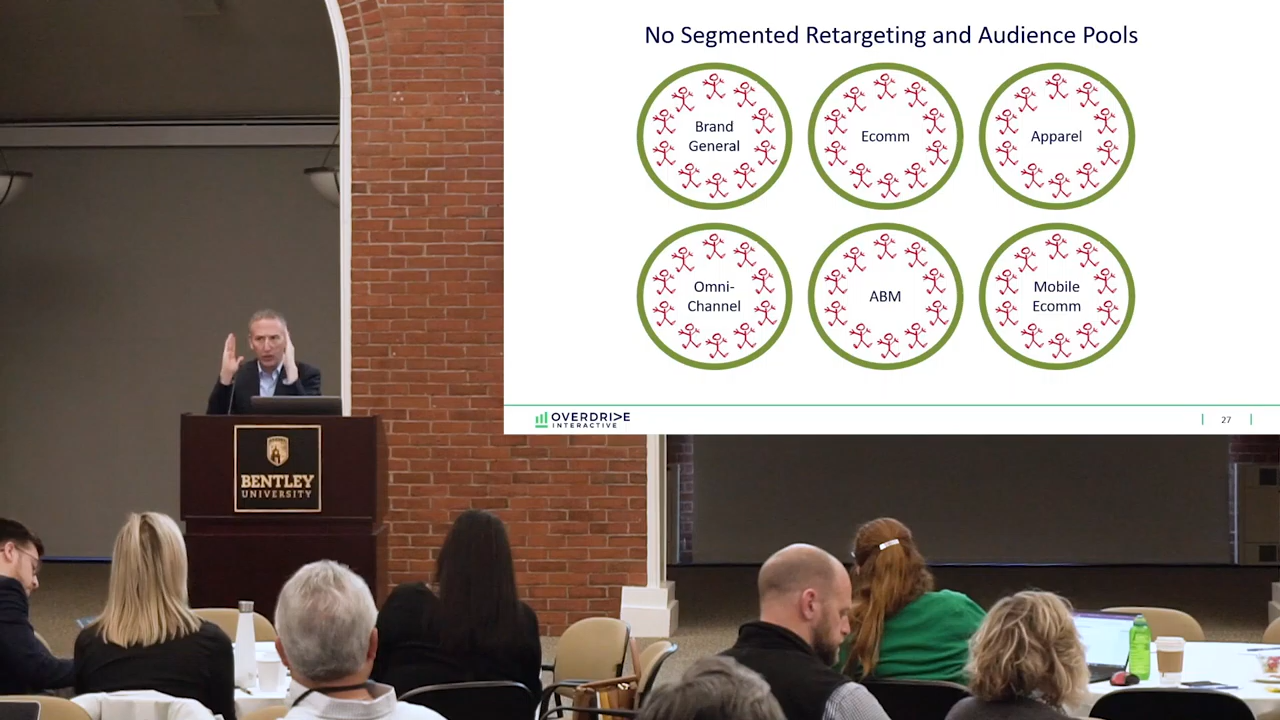 No Segmented Retargeting and Audience Pools
Brand
General
Ecomm
Apparel
Omni-
Channel
ABM
Mobile
Ecomm
OVERDRIVE
INTERACTIVE
27
BENTLEY
UNIVERSITY